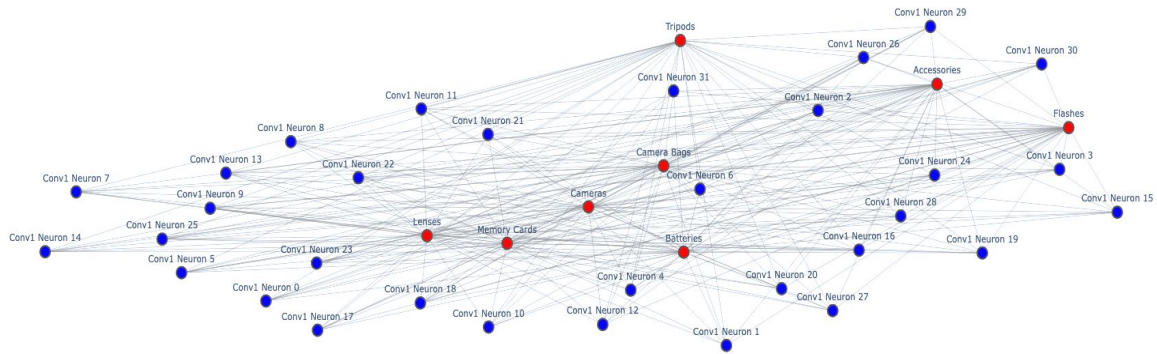 Conv1 Neuron 29
Tripods
Conv1 Neuron 26
Conv1 Neuron 30
Accessories
Conv1 Neuron 31
Conv1 Neuron 11
Conv1 Neuron 2
Flashes
Conv1 Neuron 21
Conv1 Neuron 8
Camera Bags
Conv1 Neuron 13
Conv1 Neuron 22
Conv1 Neuron 24
Conv1 Neuron 3
Conv1 Neuron 7
Conv1 Neuron 6
Conv1 Neuron 9
Cameras
Conv1 Neuron 28
Conv1 Neuron 15
Lenses
Conv1 Neuron 25
Memory Cards
Conv1 Neuron 14
Batteries
Conv1 Neuron 16
Conv1 Neuron 19
Conv1 Neuron 23
Conv1 Neuron 5
Conv1 Neuron 4
Conv1 Neuron 20
Conv1 Neuron 0
Conv1 Neuron 18
Conv1 Neuron 27
Conv1 Neuron 17
Conv1 Neuron 10
Conv1 Neuron 12
Conv1 Neuron 1